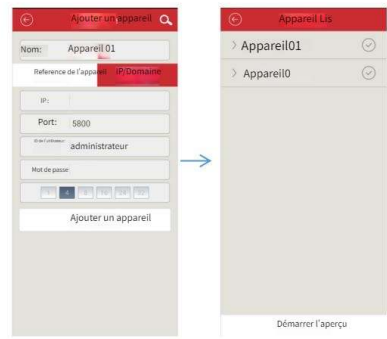 Ajouter un appareil
Nom: Appareil 01
Reference de l'appareil IP/Domaine
IP:
Port: 5800
administrateur
Mot de passe
Ajouter un appareil
Appareil Lis
Appareil01
Appareil0
Démarrer l'aperçu